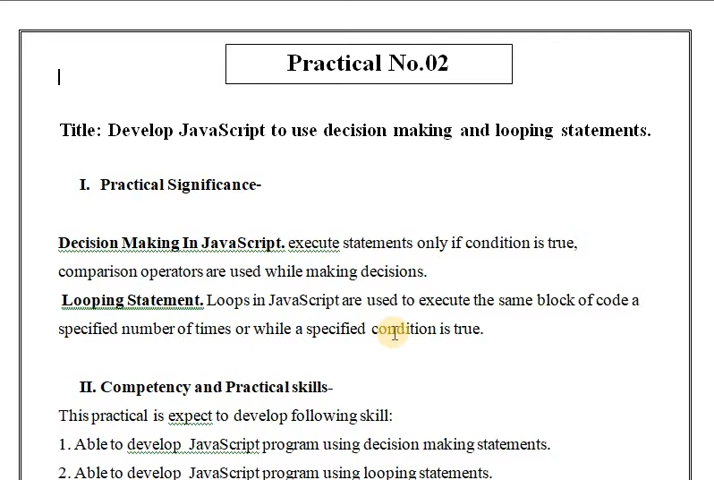 Practical No.02
Title: Develop JavaScript to use decision making and looping statements.
I. Practical Significance-
Decision Making In JavaScript. execute statements only if condition is true,
comparison operators are used while making decisions.
Looping Statement. Loops in JavaScript are used to execute the same block of code a
specified number of times or while a specified condition is true.
II. Competency and Practical skills-
This practical is expect to develop following skill:
1. Able to develop JavaScript program using decision making statements.
2. Able to develop JavaScript program using looping statements.